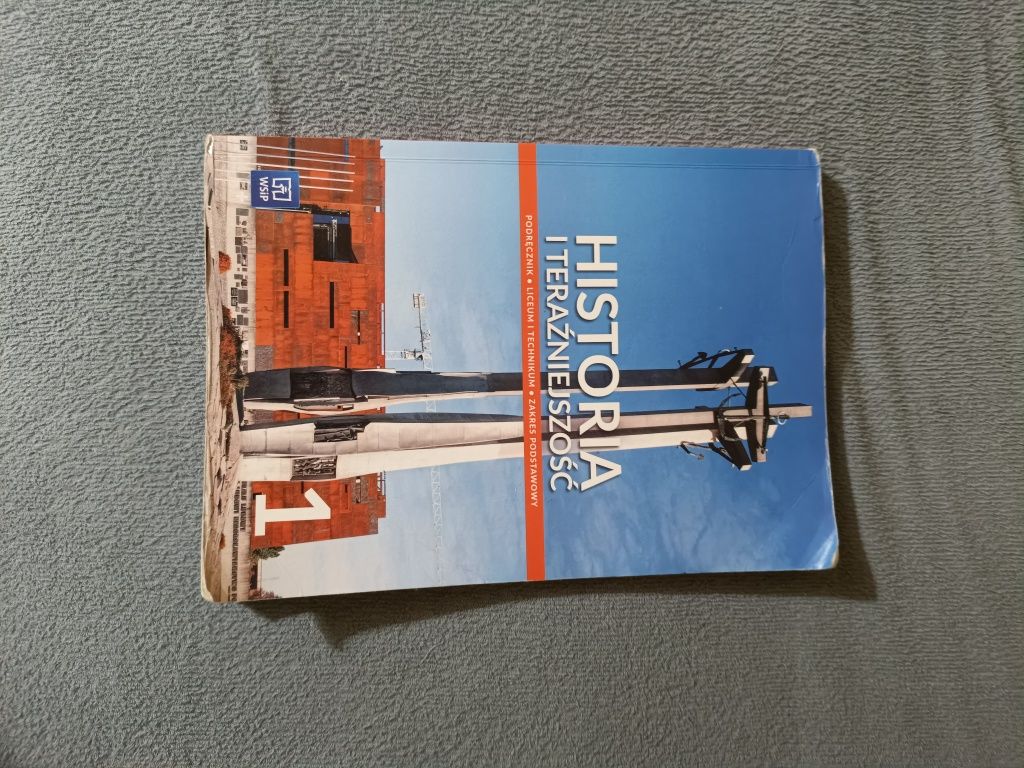 HISTORIA
I TERAŹNIEJSZOŚĆ
PODRĘCZNIK • LICEUM I TECHNIKUM • ZAKRES PODSTAWOWY
WSiP
1